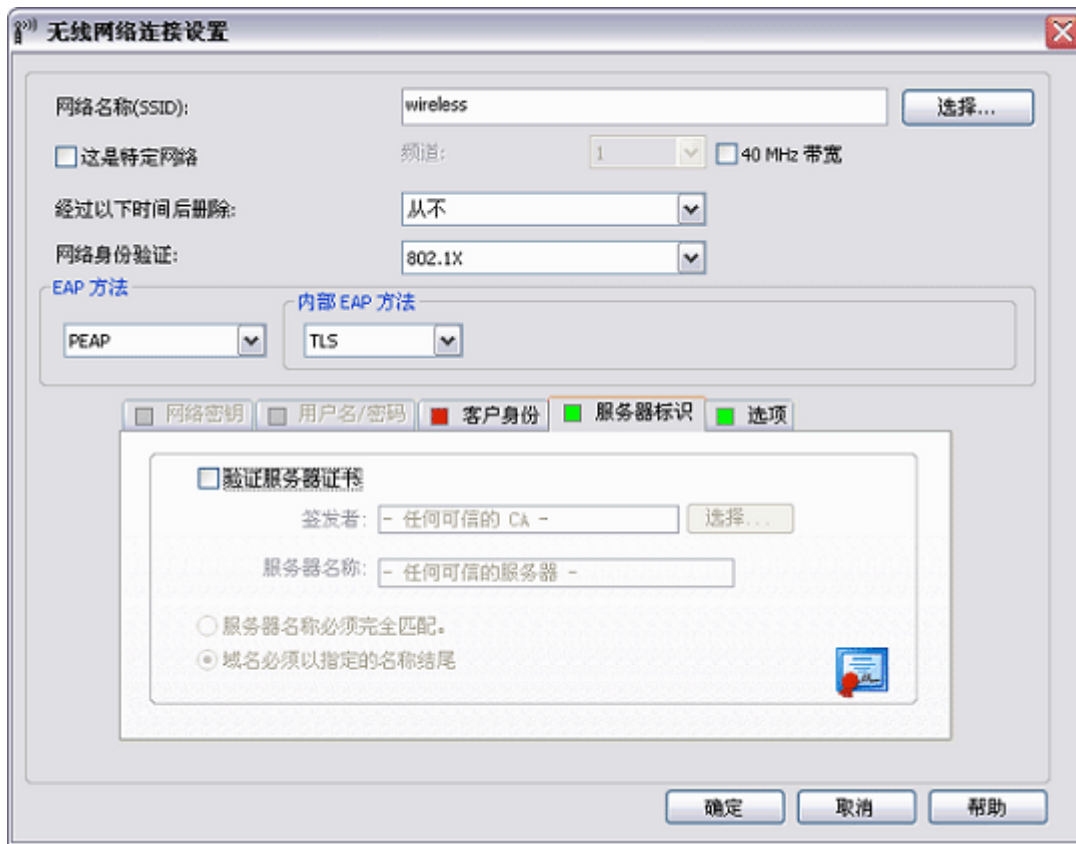 无线网络连接设置
网络名称(SSID): wireless 选择...
这是特定网络 频道: 1 40 MHz 带宽
经过以下时间后删除: 从不
网络身份验证: 802.1X
EAP 方法 内部 EAP 方法
PEAP TLS
网络密钥 用户名/密码 客户身份 服务器标识 选项
验证服务器证书
签发者: - 任何可信的 CA - 选择...
服务器名称: - 任何可信的服务器 -
服务器名称必须完全匹配。
域名必须以指定的名称结尾
确定 取消 帮助